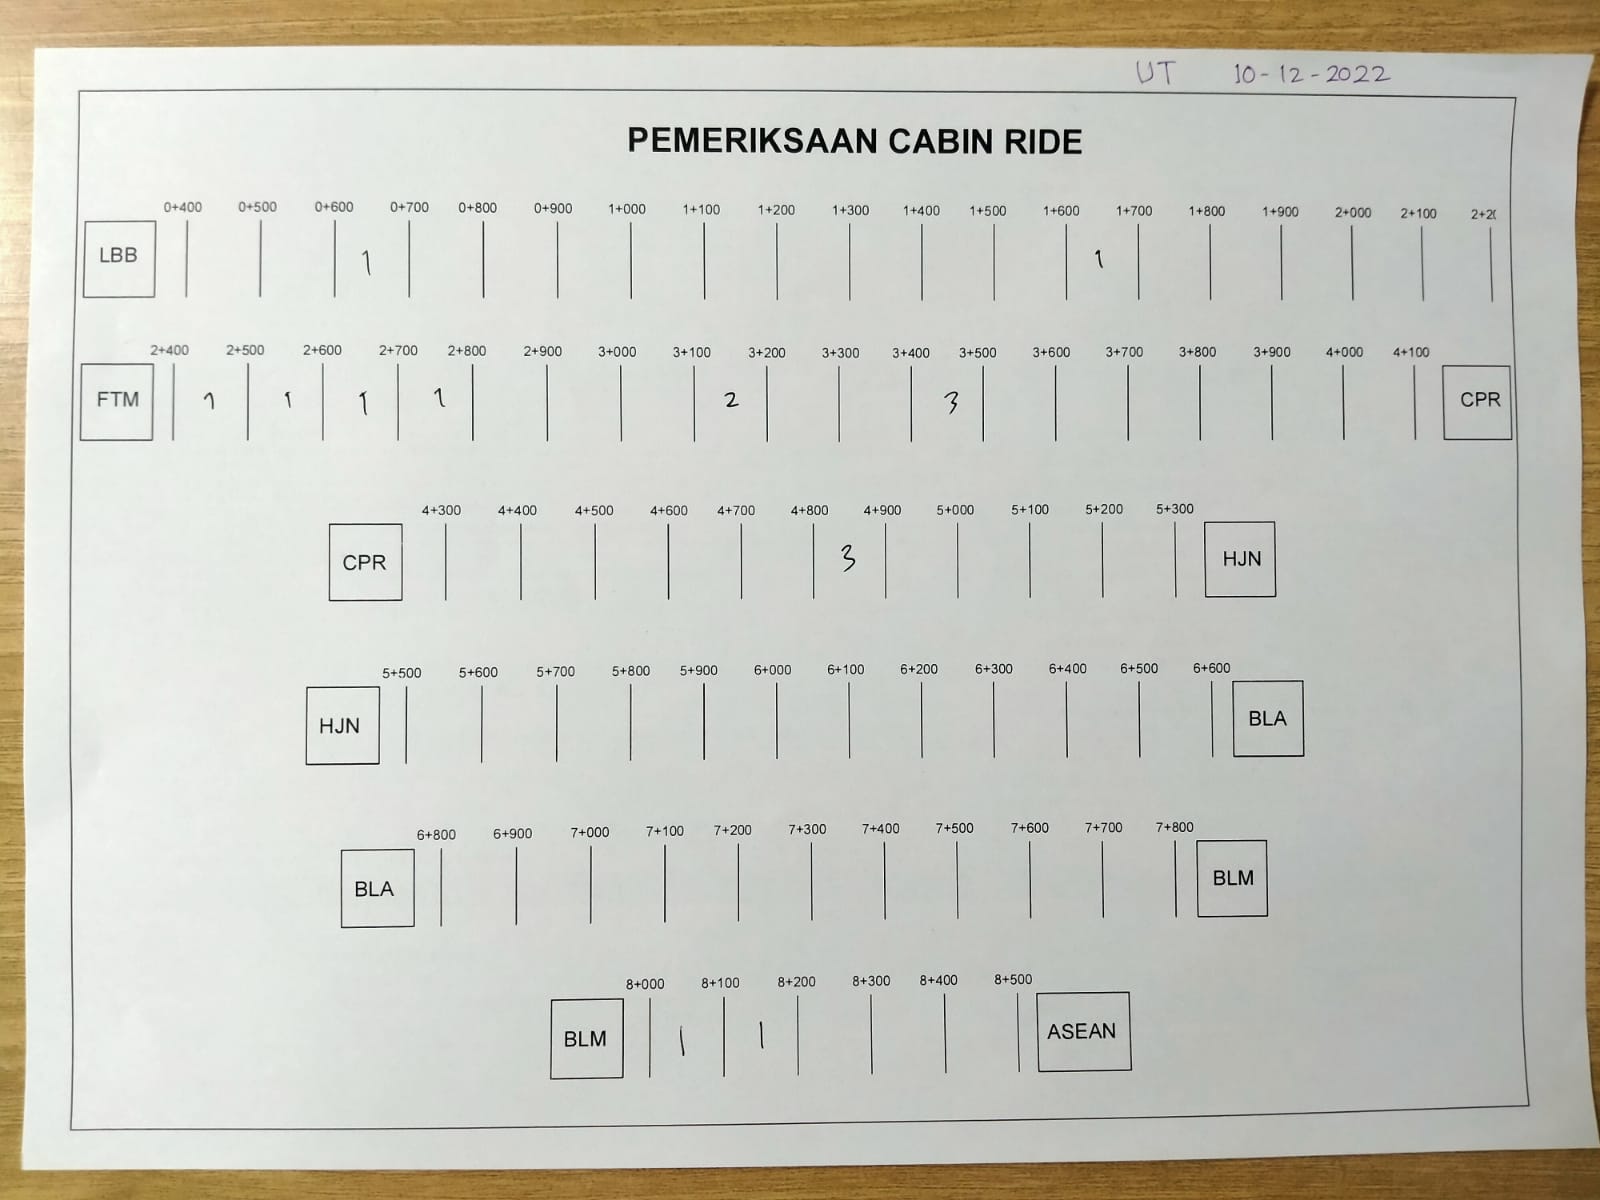 UT 10-12-2022
PEMERIKSAAN CABIN RIDE
0+400 0+500 0+600 0+700 0+800 0+900 1+000 1+100 1+200 1+300 1+400 1+500 1+600 1+700 1+800 1+900 2+000 2+100 2+20
LBB 1 1
2+400 2+500 2+600 2+700 2+800 2+900 3+000 3+100 3+200 3+300 3+400 3+500 3+600 3+700 3+800 3+900 4+000 4+100
FTM 1 1 1 1 2 3 CPR
4+300 4+400 4+500 4+600 4+700 4+800 4+900 5+000 5+100 5+200 5+300
CPR 3 HJN
5+500 5+600 5+700 5+800 5+900 6+000 6+100 6+200 6+300 6+400 6+500 6+600
HJN BLA
6+800 6+900 7+000 7+100 7+200 7+300 7+400 7+500 7+600 7+700 7+800
BLA BLM
8+000 8+100 8+200 8+300 8+400 8+500
BLM 1 1 ASEAN